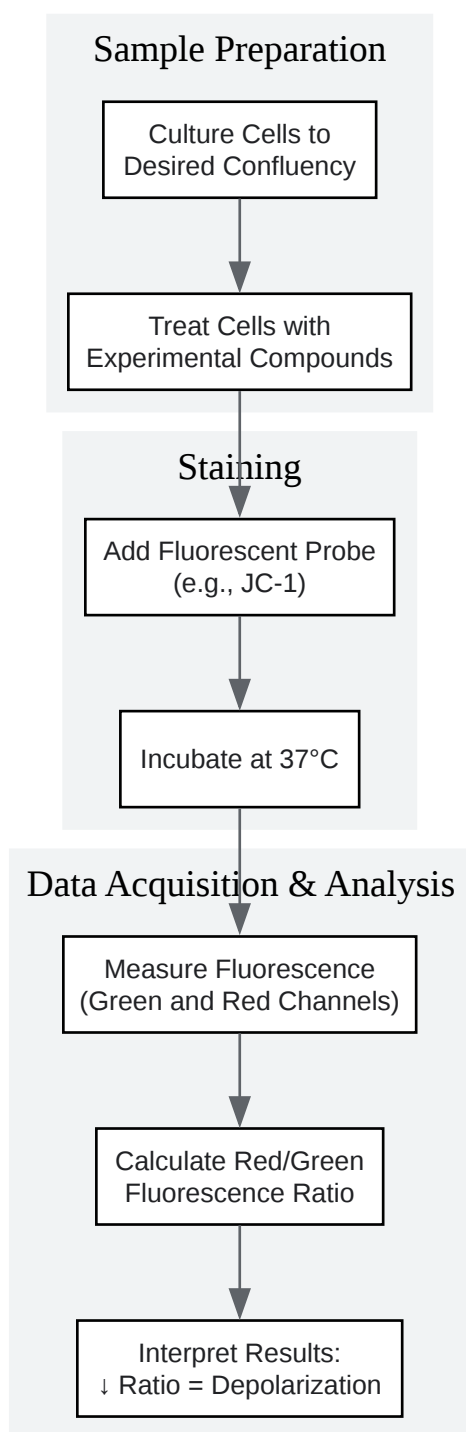 Sample Preparation
Culture Cells to
Desired Confluency
Treat Cells with
Experimental Compounds
Staining
Add Fluorescent Probe
(e.g., JC-1)
Incubate at 37°C
Data Acquisition & Analysis
Measure Fluorescence
(Green and Red Channels)
Calculate Red/Green
Fluorescence Ratio
Interpret Results:
↓ Ratio = Depolarization